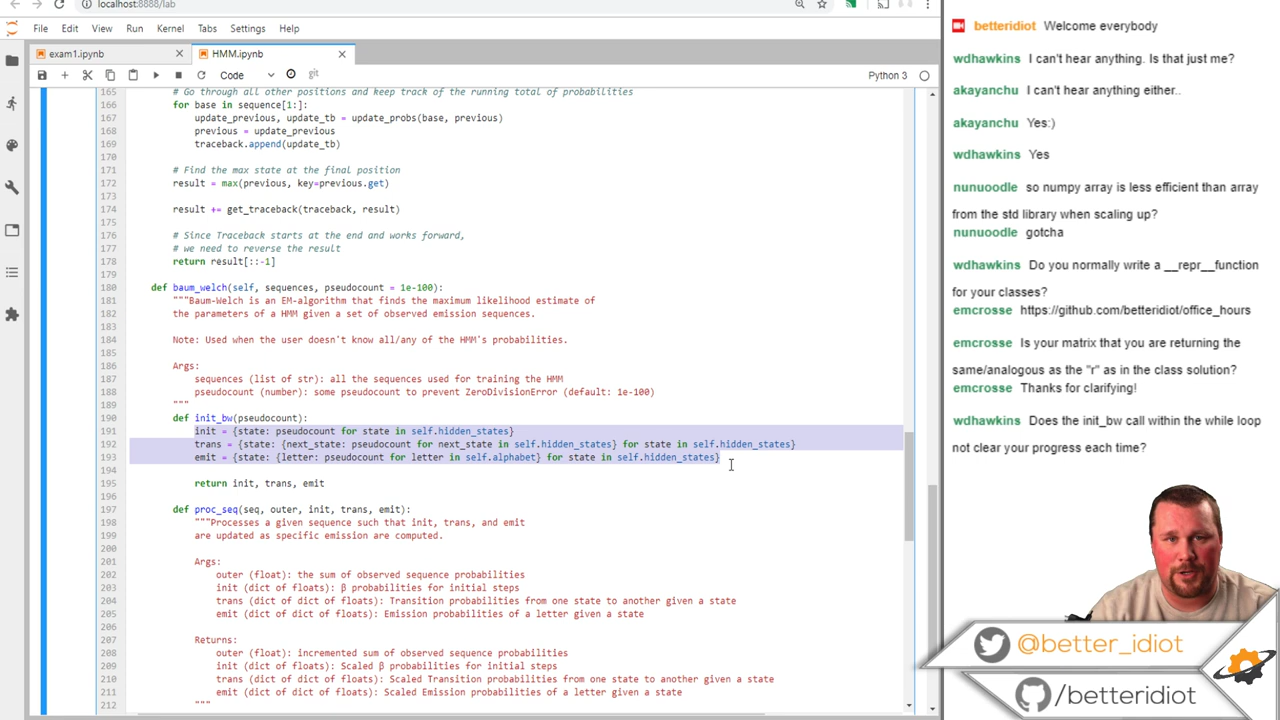 localhost:8888/lab
File Edit View Run Kernel Tabs Settings Help
exam1.ipynb
HMM.ipynb
Code
git
Python 3
165 # Go through all other positions and keep track of the running total of probabilities
166 for base in sequence[1:]:
167 update_previous, update_tb = update_probs(base, previous)
168 previous = update_previous
169 traceback.append(update_tb)
170
171 # Find the max state at the final position
172 result = max(previous, key=previous.get)
173
174 result += get_traceback(traceback, result)
175
176 # Since Traceback starts at the end and works forward,
177 # we need to reverse the result
178 return result[::-1]
179
180 def baum_welch(self, sequences, pseudocount = 1e-100):
181 """Baum-Welch is an EM-algorithm that finds the maximum likelihood estimate of
182 the parameters of a HMM given a set of observed emission sequences.
183
184 Note: Used when the user doesn't know all/any of the HMM's probabilities.
185
186 Args:
187 sequences (list of str): all the sequences used for training the HMM
188 pseudocount (number): some pseudocount to prevent ZeroDivisionError (default: 1e-100)
189 """
190 def init_bw(pseudocount):
191 init = {state: pseudocount for state in self.hidden_states}
192 trans = {state: {next_state: pseudocount for next_state in self.hidden_states} for state in self.hidden_states}
193 emit = {state: {letter: pseudocount for letter in self.alphabet} for state in self.hidden_states}
194
195 return init, trans, emit
196
197 def proc_seq(seq, outer, init, trans, emit):
198 """Processes a given sequence such that init, trans, and emit
199 are updated as specific emission are computed.
200
201 Args:
202 outer (float): the sum of observed sequence probabilities
203 init (dict of floats): β probabilities for initial steps
204 trans (dict of dict of floats): Transition probabilities from one state to another given a state
205 emit (dict of dict of floats): Emission probabilities of a letter given a state
206
207 Returns:
208 outer (float): incremented sum of observed sequence probabilities
209 init (dict of floats): Scaled β probabilities for initial steps
210 trans (dict of dict of floats): Scaled Transition probabilities from one state to another given a state
211 emit (dict of dict of floats): Scaled Emission probabilities of a letter given a state
212 """
betteridiot Welcome everybody
wdhawkins I can't hear anything. Is that just me?
akayanchu I can't hear anything either..
akayanchu Yes:)
wdhawkins Yes
nunuoodle so numpy array is less efficient than array
from the std library when scaling up?
nunuoodle gotcha
wdhawkins Do you normally write a __repr__function
for your classes?
emcrosse https://github.com/betteridiot/office_hours
emcrosse Is your matrix that you are returning the
same/analogous as the "r" as in the class solution?
emcrosse Thanks for clarifying!
wdhawkins Does the init_bw call within the while loop
not clear your progress each time?
@better_idiot
/betteridiot